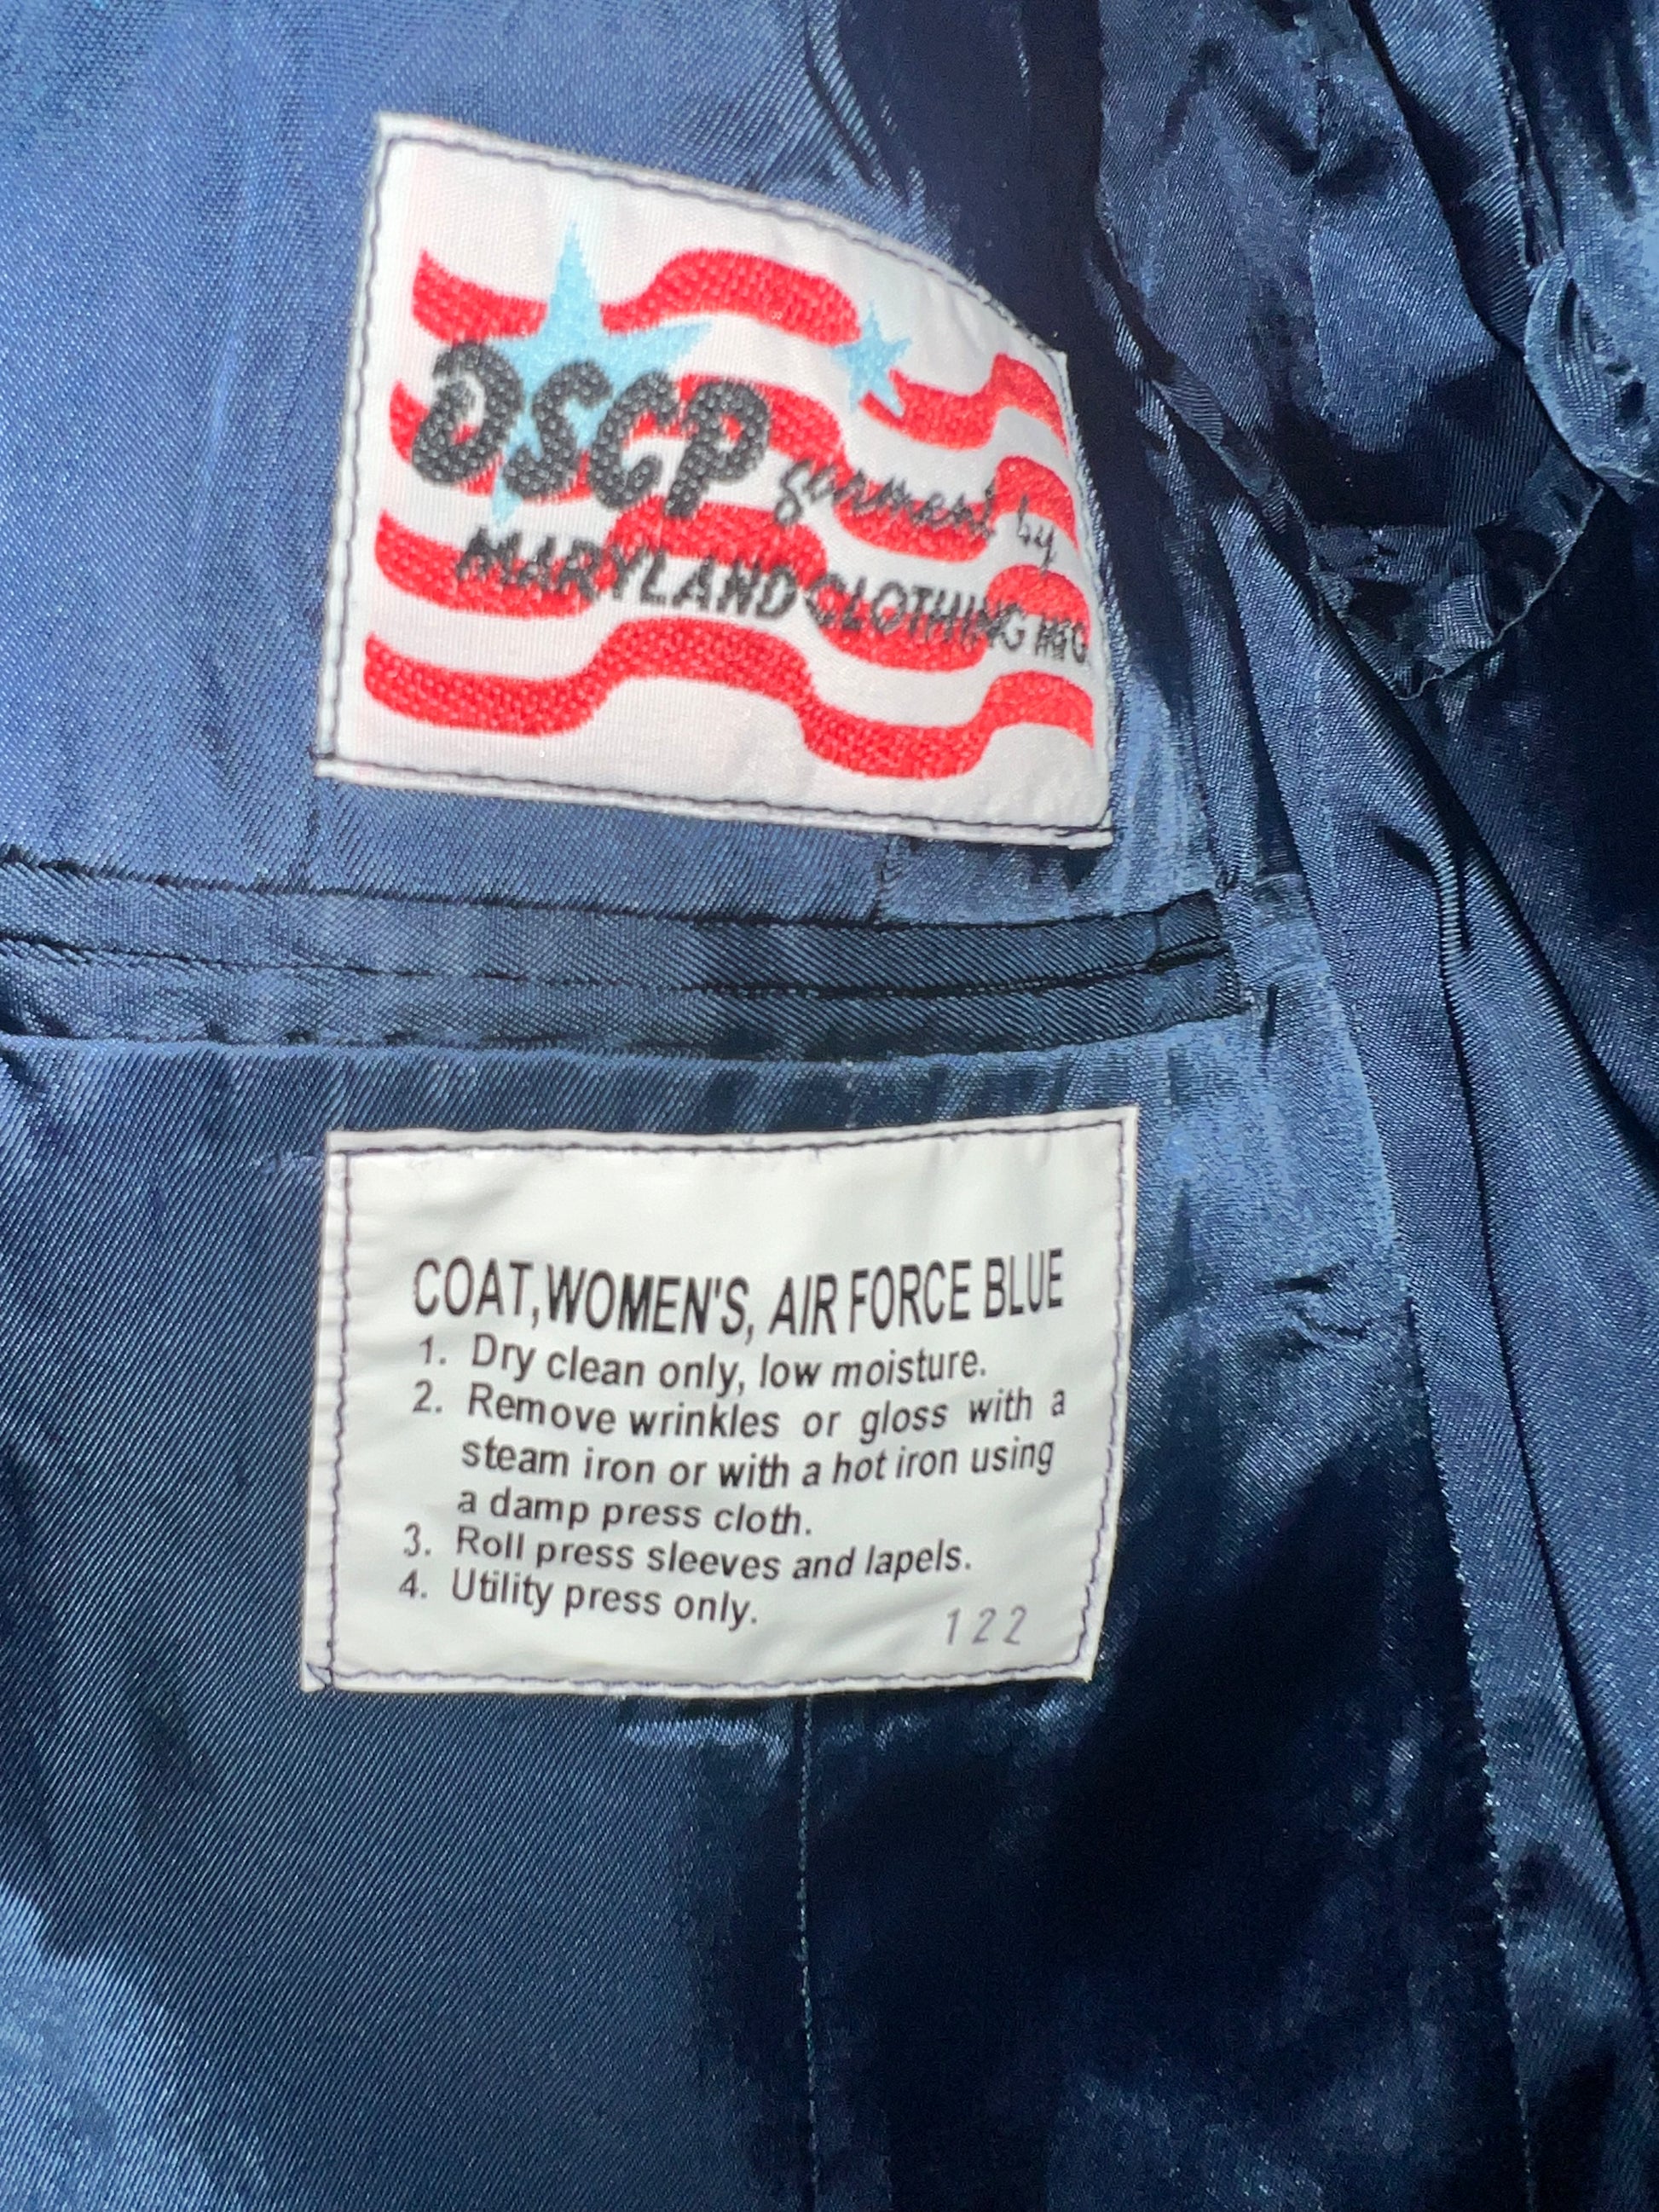 DSCP garment by
MARYLAND CLOTHING MFG
COAT,WOMEN'S, AIR FORCE BLUE
1. Dry clean only, low moisture.
2. Remove wrinkles or gloss with a
steam iron or with a hot iron using
a damp press cloth.
3. Roll press sleeves and lapels.
4. Utility press only.
122